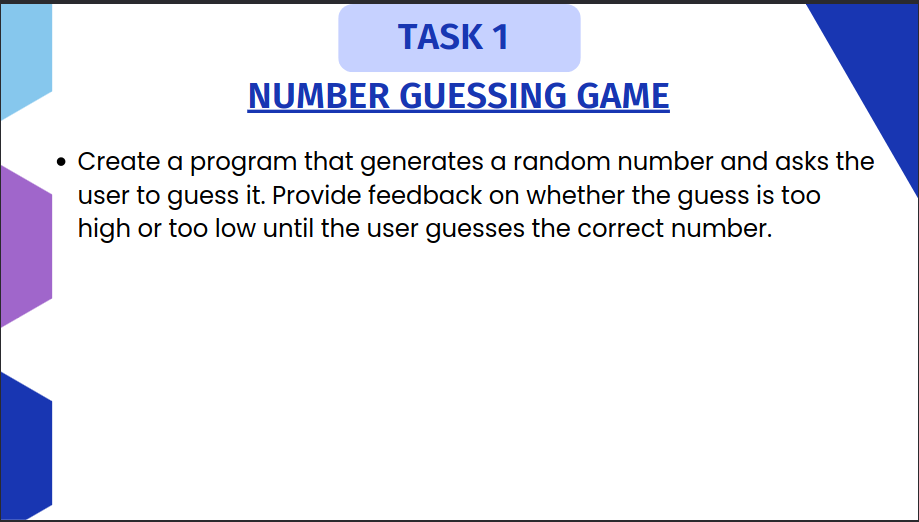 TASK 1
NUMBER GUESSING GAME
• Create a program that generates a random number and asks the
user to guess it. Provide feedback on whether the guess is too
high or too low until the user guesses the correct number.